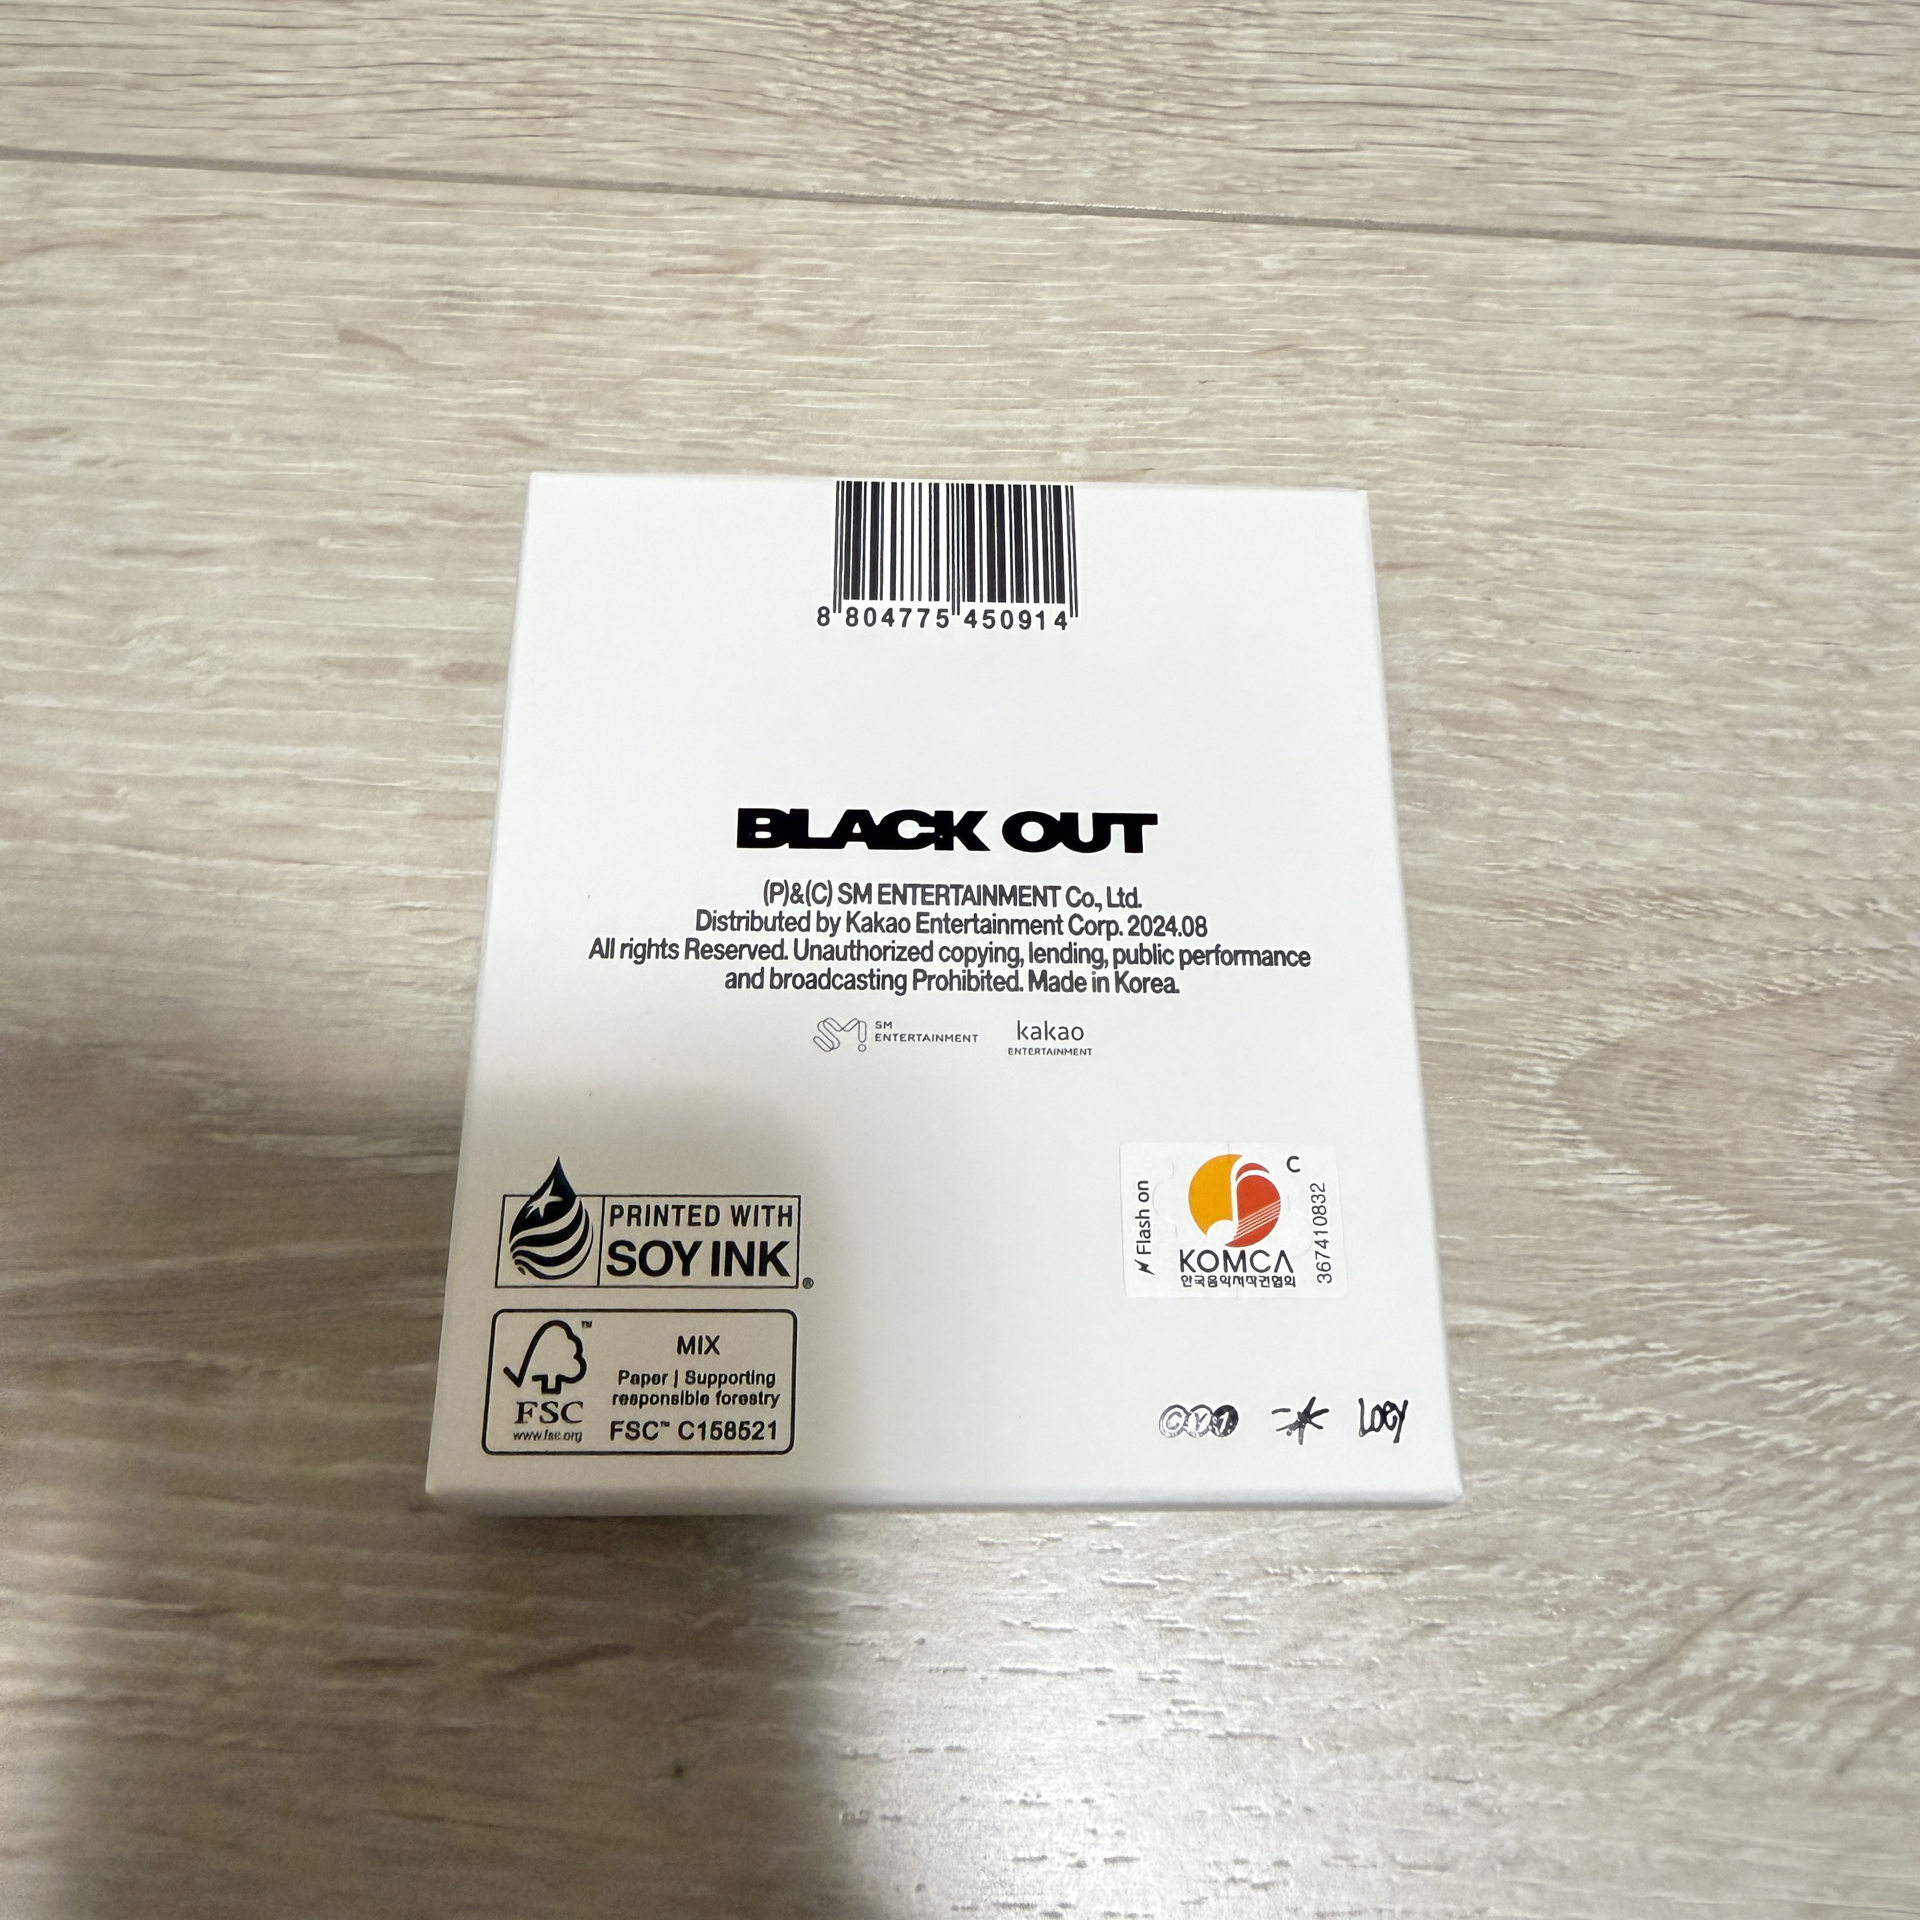 8 804775 450914
BLACK OUT
(P)&(C) SM ENTERTAINMENT Co., Ltd.
Distributed by Kakao Entertainment Corp. 2024.08
All rights Reserved. Unauthorized copying, lending, public performance
and broadcasting Prohibited. Made in Korea.
SM
ENTERTAINMENT
kakao
ENTERTAINMENT
PRINTED WITH
SOY INK®
Flash on
C
KOMCA
한국음악저작권협회
367410832
FSC
www.fsc.org
MIX
Paper | Supporting
responsible forestry
FSC™ C158521
CY1
Loey